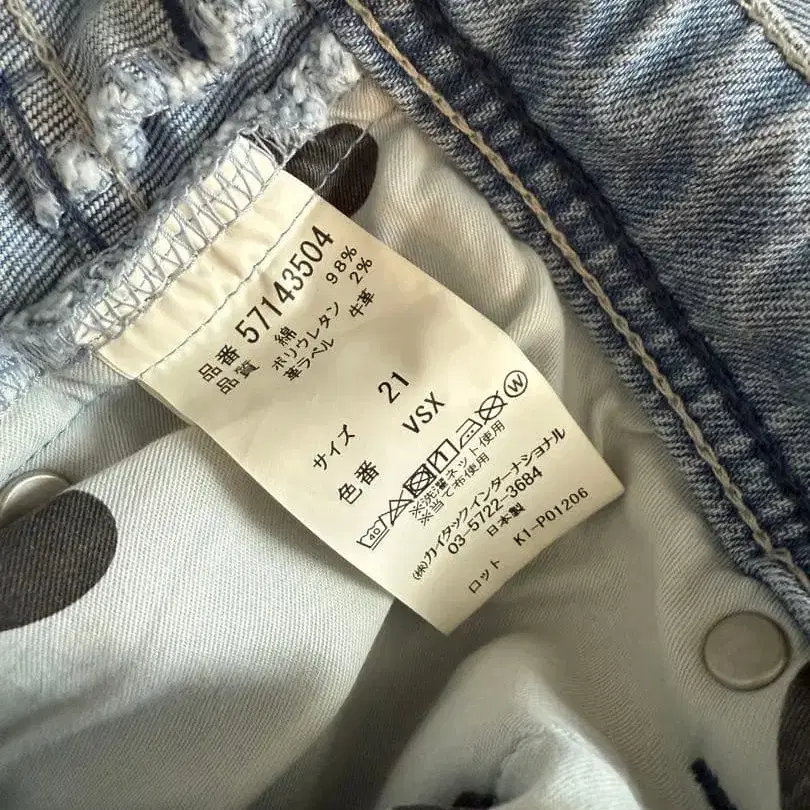 品番 57143504
品質 綿 98%
ポリウレタン 2%
革ラベル 牛革
サイズ 21
色番 VSX
40 W
※洗濯ネット使用
※当て布使用
(株)カイタックインターナショナル
03-5722-3684
日本製
ロット K1-P01206